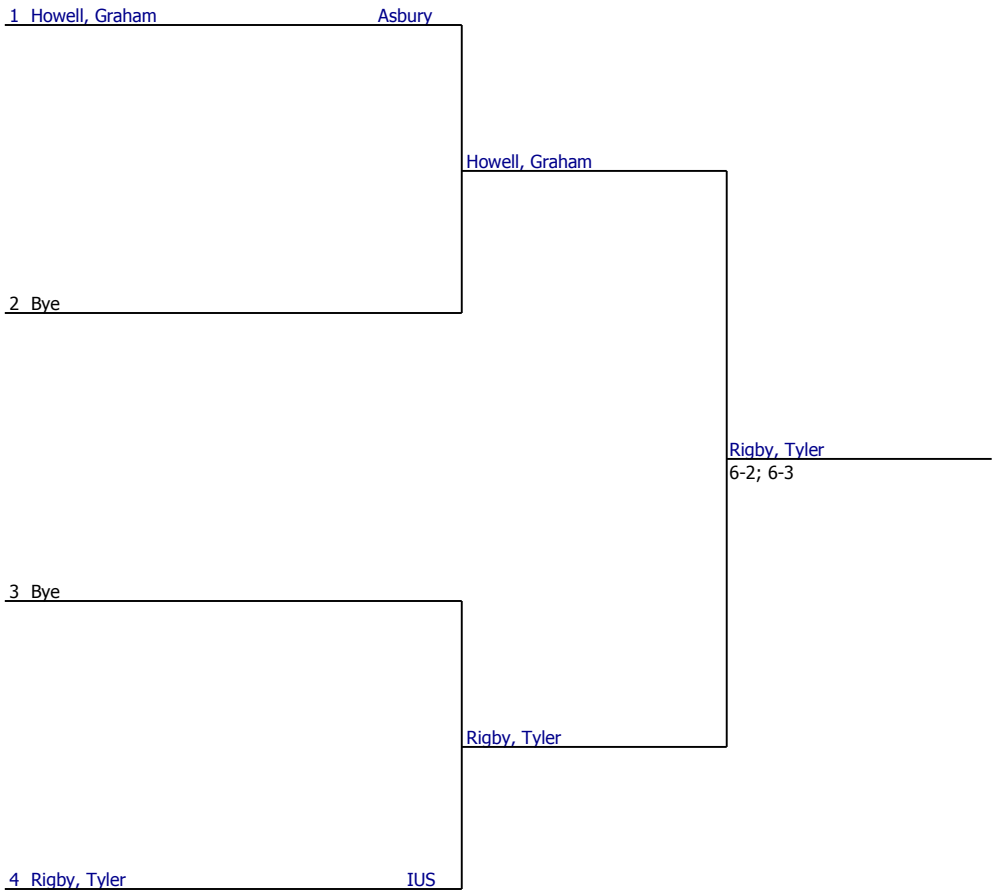 1 Howell, Graham Asbury
Howell, Graham
2 Bye
Rigby, Tyler
6-2; 6-3
3 Bye
Rigby, Tyler
4 Rigby, Tyler IUS